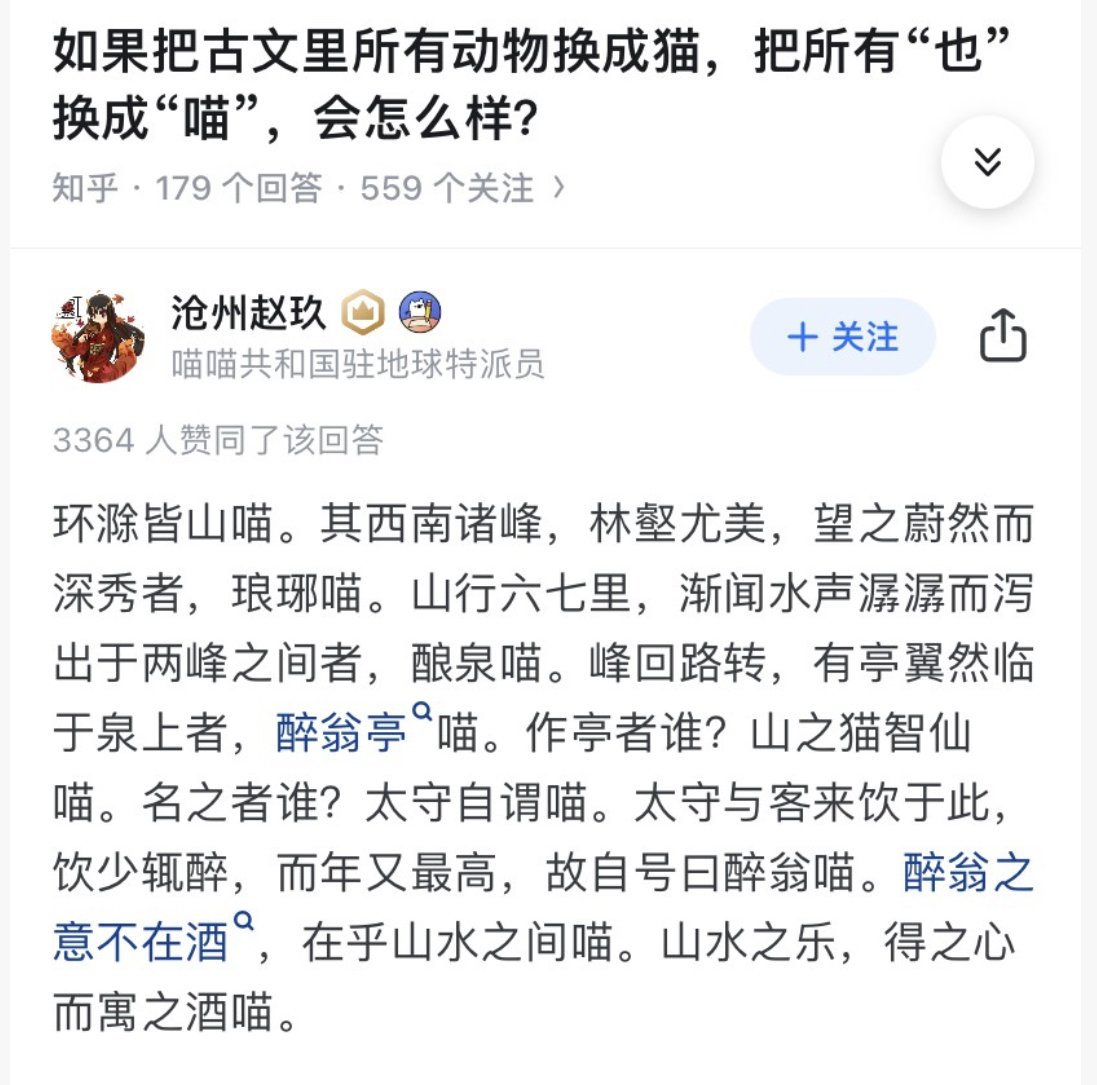 如果把古文里所有动物换成猫，把所有“也”
换成“喵”，会怎么样？
知乎 · 179 个回答 · 559 个关注 >
沧州赵玖
+ 关注
喵喵共和国驻地球特派员
3364 人赞同了该回答
环滁皆山喵。其西南诸峰，林壑尤美，望之蔚然而
深秀者，琅琊喵。山行六七里，渐闻水声潺潺而泻
出于两峰之间者，酿泉喵。峰回路转，有亭翼然临
于泉上者，醉翁亭喵。作亭者谁？山之猫智仙
喵。名之者谁？太守自谓喵。太守与客来饮于此，
饮少辄醉，而年又最高，故自号曰醉翁喵。醉翁之
意不在酒，在乎山水之间喵。山水之乐，得之心
而寓之酒喵。